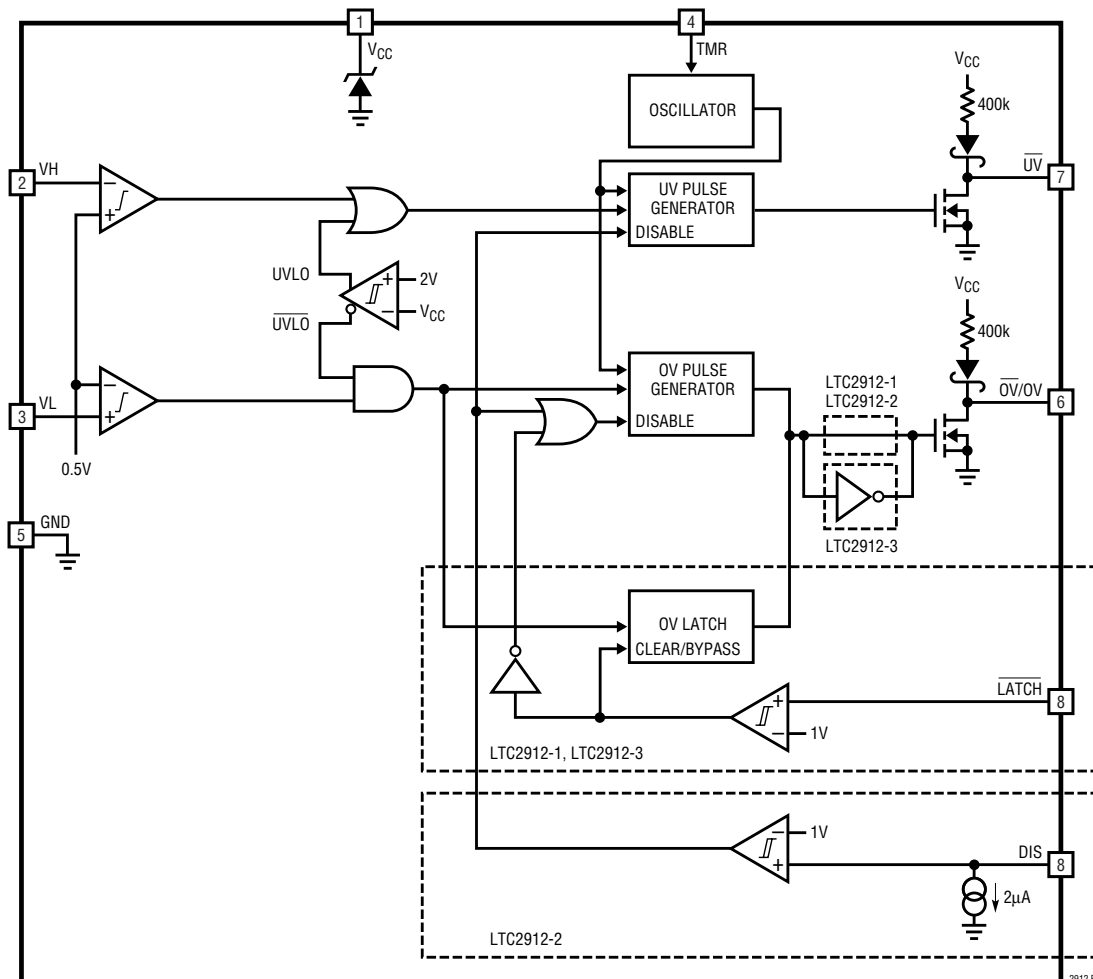 1
4
VCC
TMR
OSCILLATOR
VCC
400k
2
VH
UV
7
UV PULSE
GENERATOR
DISABLE
−
+
UVLO
+
2V
−
VCC
UVLO
VCC
400k
OV PULSE
GENERATOR
DISABLE
LTC2912-1
LTC2912-2
OV/OV
6
3
VL
−
+
0.5V
5
GND
LTC2912-3
OV LATCH
CLEAR/BYPASS
LATCH
8
+
−
1V
LTC2912-1, LTC2912-3
−
1V
+
DIS
8
2µA
LTC2912-2